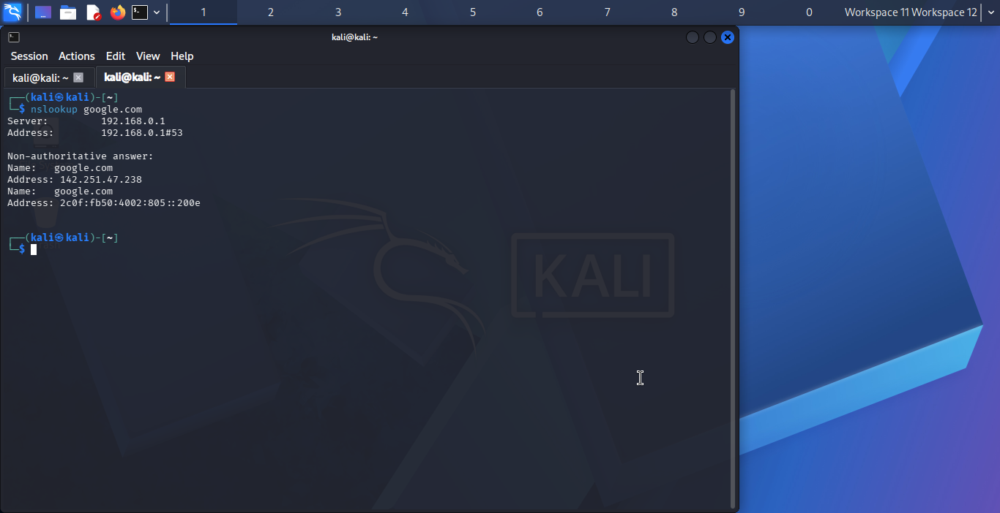 1 2 3 4 5 6 7 8 9 0 Workspace 11 Workspace 12
kali@kali: ~
Session Actions Edit View Help
kali@kali: ~ kali@kali: ~
┌──(kali㉿kali)-[~]
└─$ nslookup google.com
Server:		192.168.0.1
Address:	192.168.0.1#53
Non-authoritative answer:
Name:	google.com
Address: 142.251.47.238
Name:	google.com
Address: 2c0f:fb50:4002:805::200e
┌──(kali㉿kali)-[~]
└─$
KALI